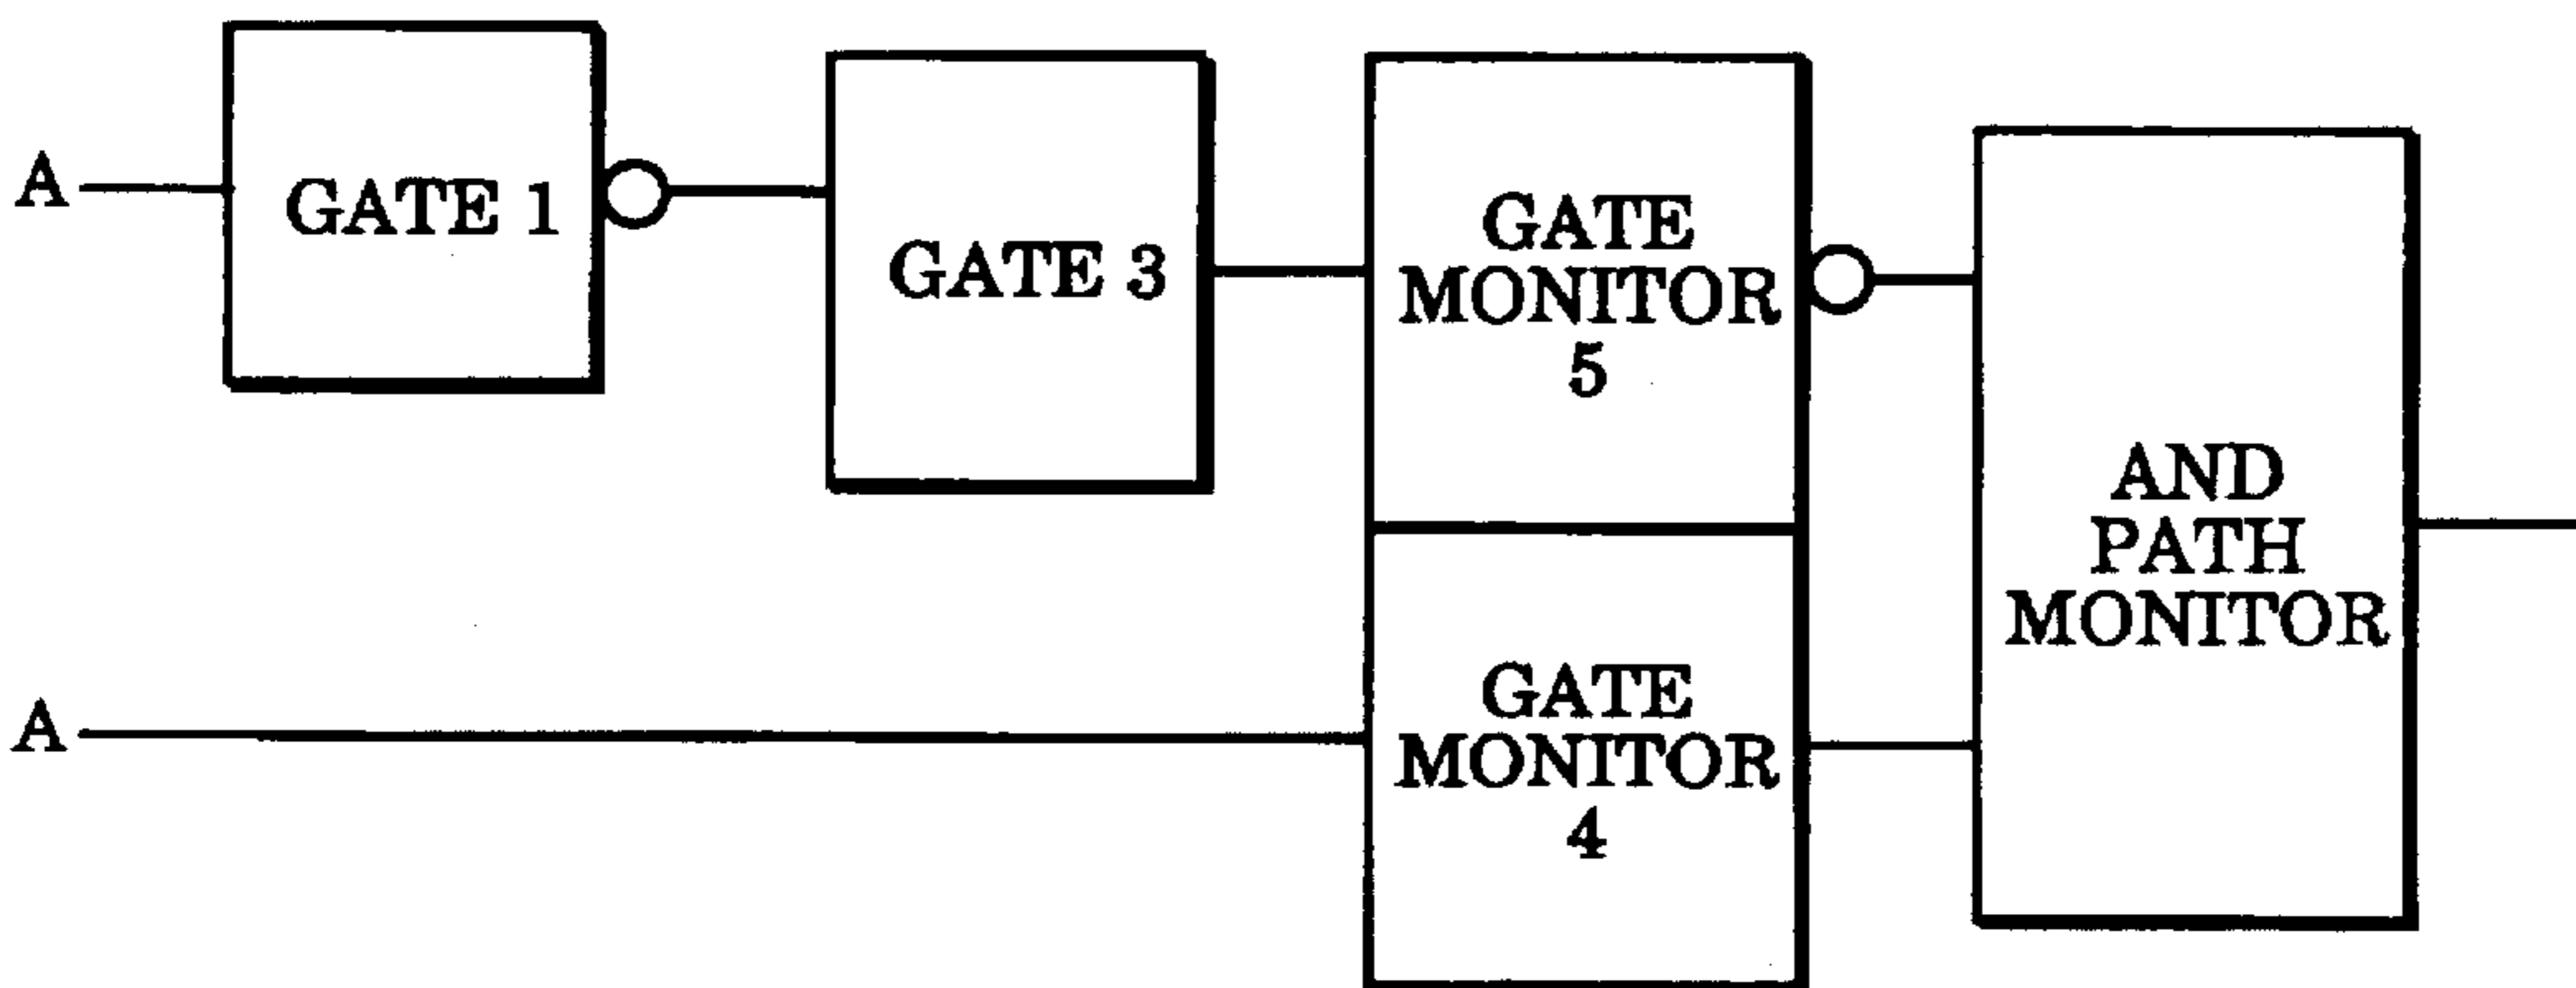 A
GATE 1
GATE 3
GATE
MONITOR
5
AND
PATH
MONITOR
A
GATE
MONITOR
4